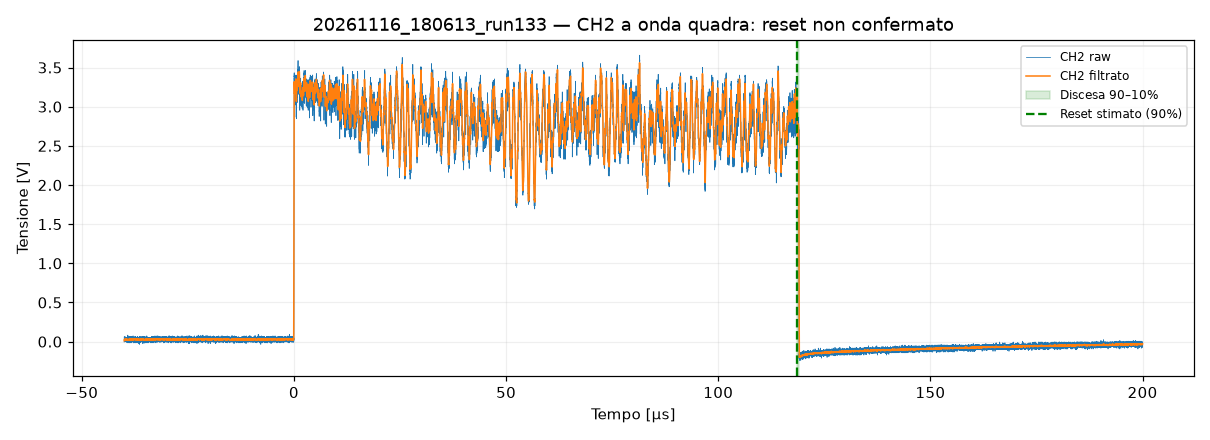 20261116_180613_run133 — CH2 a onda quadra: reset non confermato
Tensione [V]
3.5
3.0
2.5
2.0
1.5
1.0
0.5
0.0
CH2 raw
CH2 filtrato
Discesa 90–10%
Reset stimato (90%)
−50
0
50
100
150
200
Tempo [µs]